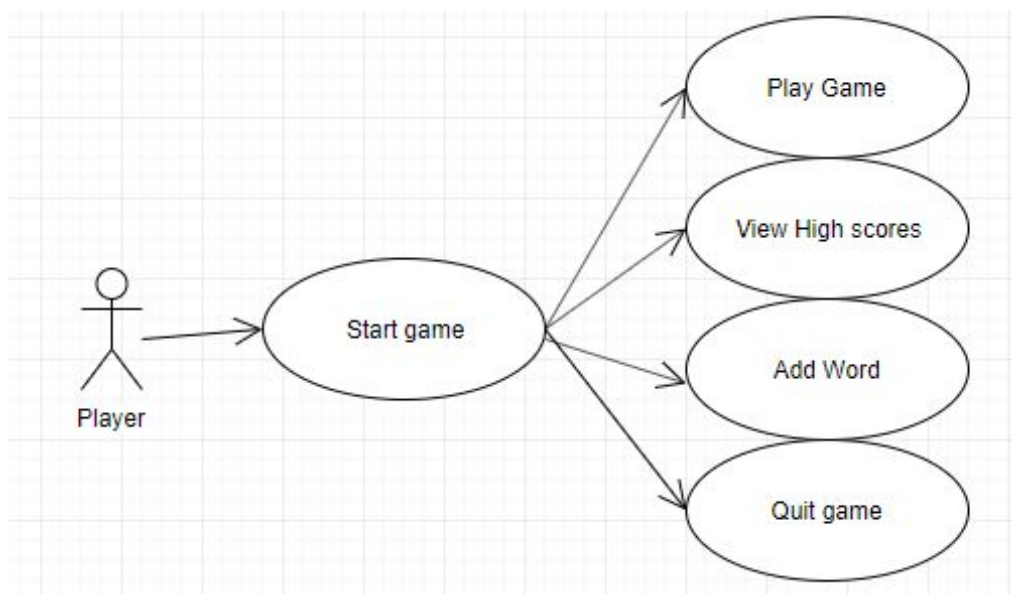 Play Game
View High scores
Start game
Add Word
Player
Quit game